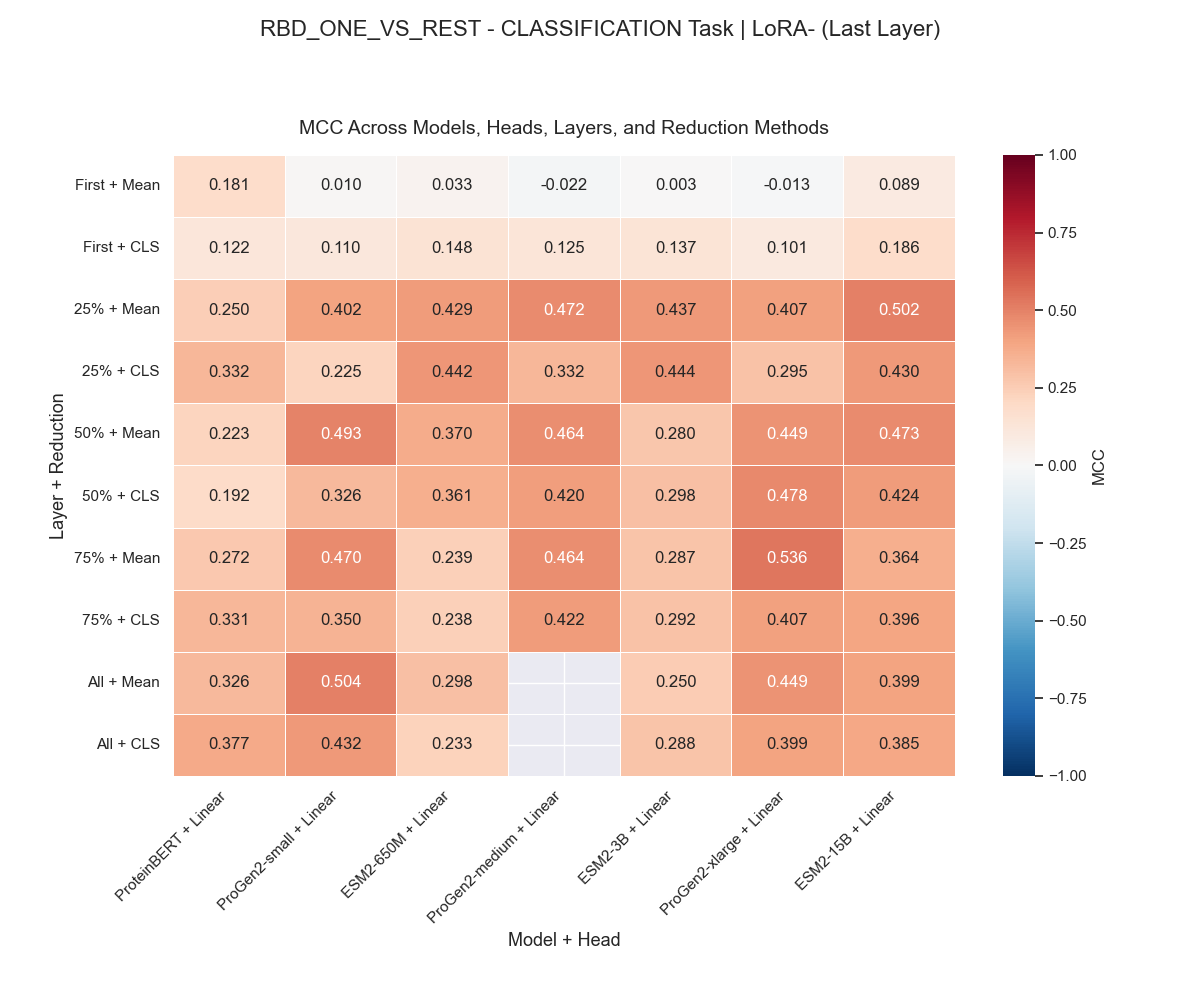 RBD_ONE_VS_REST - CLASSIFICATION Task | LoRA- (Last Layer)
MCC Across Models, Heads, Layers, and Reduction Methods
First + Mean 0.181 0.010 0.033 -0.022 0.003 -0.013 0.089
First + CLS 0.122 0.110 0.148 0.125 0.137 0.101 0.186
25% + Mean 0.250 0.402 0.429 0.472 0.437 0.407 0.502
25% + CLS 0.332 0.225 0.442 0.332 0.444 0.295 0.430
50% + Mean 0.223 0.493 0.370 0.464 0.280 0.449 0.473
50% + CLS 0.192 0.326 0.361 0.420 0.298 0.478 0.424
75% + Mean 0.272 0.470 0.239 0.464 0.287 0.536 0.364
75% + CLS 0.331 0.350 0.238 0.422 0.292 0.407 0.396
All + Mean 0.326 0.504 0.298 0.250 0.449 0.399
All + CLS 0.377 0.432 0.233 0.288 0.399 0.385
Layer + Reduction
ProteinBERT + Linear
ProGen2-small + Linear
ESM2-650M + Linear
ProGen2-medium + Linear
ESM2-3B + Linear
ProGen2-xlarge + Linear
ESM2-15B + Linear
Model + Head
1.00
0.75
0.50
0.25
0.00
−0.25
−0.50
−0.75
−1.00
MCC